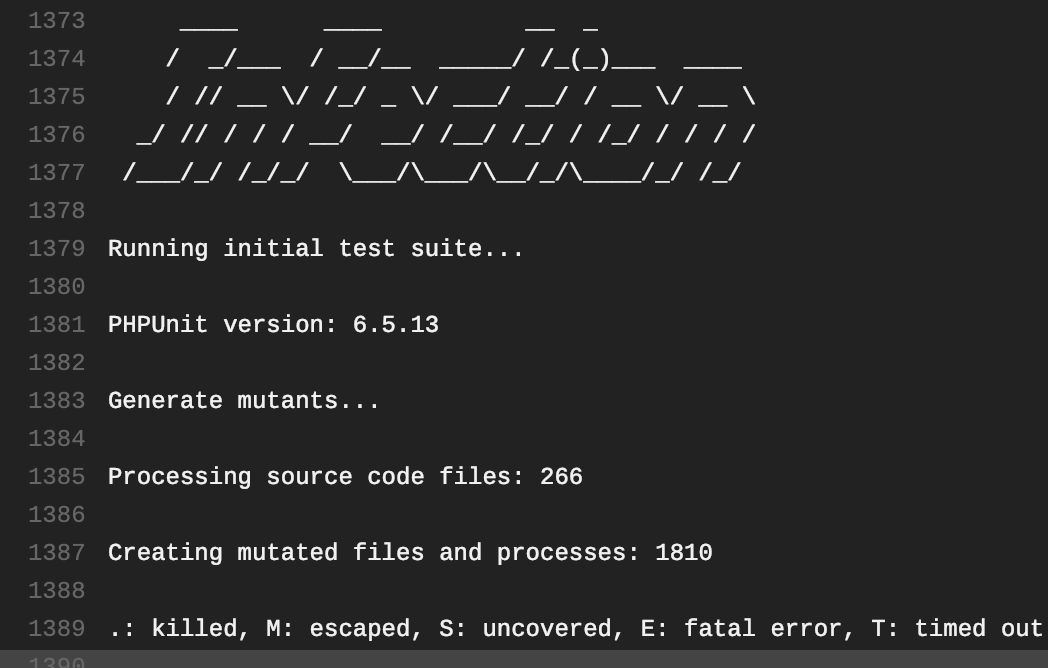 1373      ____      ____          __  _
1374     /  _/___  / __/__  _____/ /_(_)___  ____
1375     / // __ \/ /_/ _ \/ ___/ __/ / __ \/ __ \
1376   _/ // / / / __/  __/ /__/ /_/ / /_/ / / / /
1377  /___/_/ /_/_/  \___/\___/\__/_/\____/_/ /_/
1378
1379 Running initial test suite...
1380
1381 PHPUnit version: 6.5.13
1382
1383 Generate mutants...
1384
1385 Processing source code files: 266
1386
1387 Creating mutated files and processes: 1810
1388
1389 .: killed, M: escaped, S: uncovered, E: fatal error, T: timed out
1390